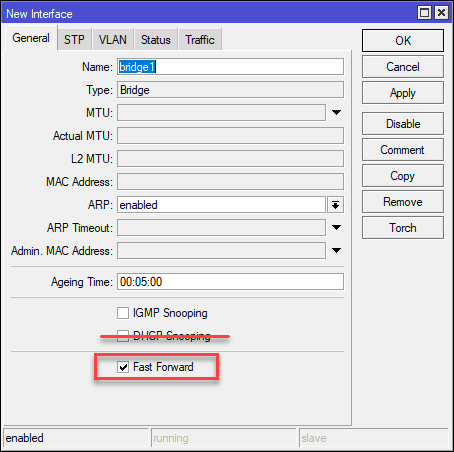 New Interface
General STP VLAN Status Traffic
Name: bridge1
Type: Bridge
MTU:
Actual MTU:
L2 MTU:
MAC Address:
ARP: enabled
ARP Timeout:
Admin. MAC Address:
Ageing Time: 00:05:00
IGMP Snooping
DHCP Snooping
Fast Forward
OK
Cancel
Apply
Disable
Comment
Copy
Remove
Torch
enabled running slave